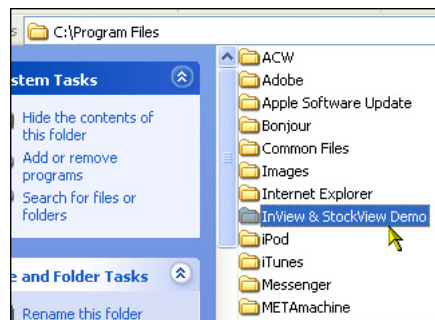 C:\Program Files
stem Tasks
Hide the contents of
this folder
Add or remove
programs
Search for files or
folders
e and Folder Tasks
Rename this folder
ACW
Adobe
Apple Software Update
Bonjour
Common Files
Images
Internet Explorer
InView & StockView Demo
iPod
iTunes
Messenger
METAmachine